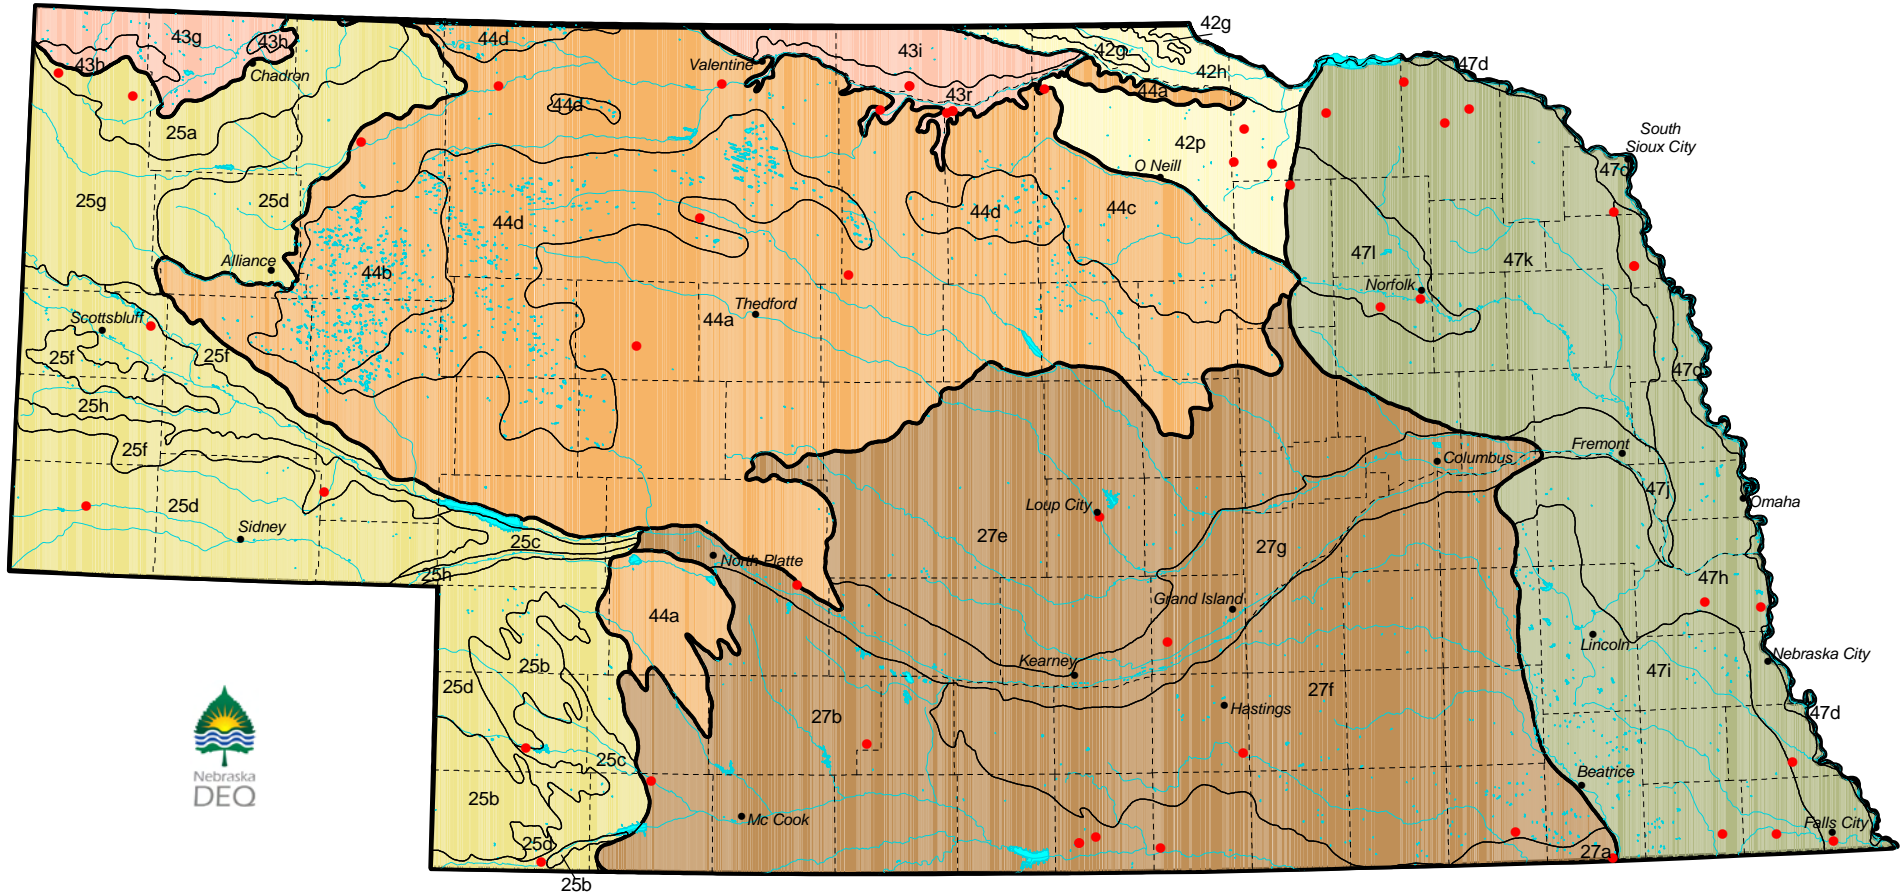 42g
43g
43h
44d
43i
42g
Valentine
43h
Chadron
42h
47d
44a
43r
44d
25a
42p
South
Sioux City
O Neill
47d
25g
25d
44d
44d
44c
47l
47k
Alliance
44b
Norfolk
Thedford
Scottsbluff
44a
25f
25f
47d
25h
25f
Fremont
Columbus
47j
25d
Loup City
Omaha
Sidney
25c
27e
27g
North Platte
25h
47h
Grand Island
44a
Lincoln
Nebraska City
25b
Kearney
47i
25d
27f
27b
Hastings
47d
25c
Nebraska
DEQ
Beatrice
25b
Mc Cook
Falls City
25d
27a
25b